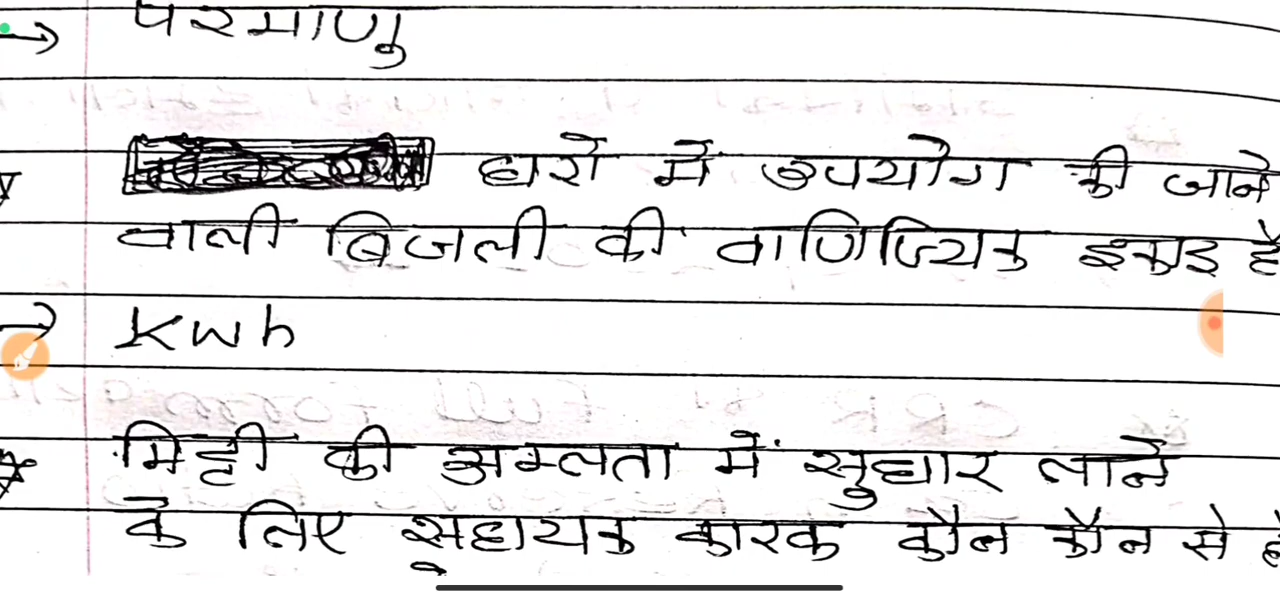 → परमाणु
घरों में उपयोग की जाने
वाली बिजली की वाणिज्यिक इकाइ है
→ Kwh
* मिट्टी की अम्लता में सुधार लाने
के लिए सहायक कारक कौन कौन से है